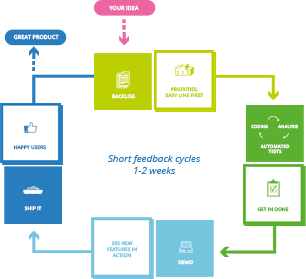 YOUR IDEA
GREAT PRODUCT
BACKLOG
PRIORITIES,
EASY LINE FIRST
CODING
ANALYSIS
AUTOMATED
TESTS
HAPPY USERS
Short feedback cycles
1-2 weeks
SHIP IT
GET IN DONE
SEE NEW
FEATURES IN
ACTION
DEMO